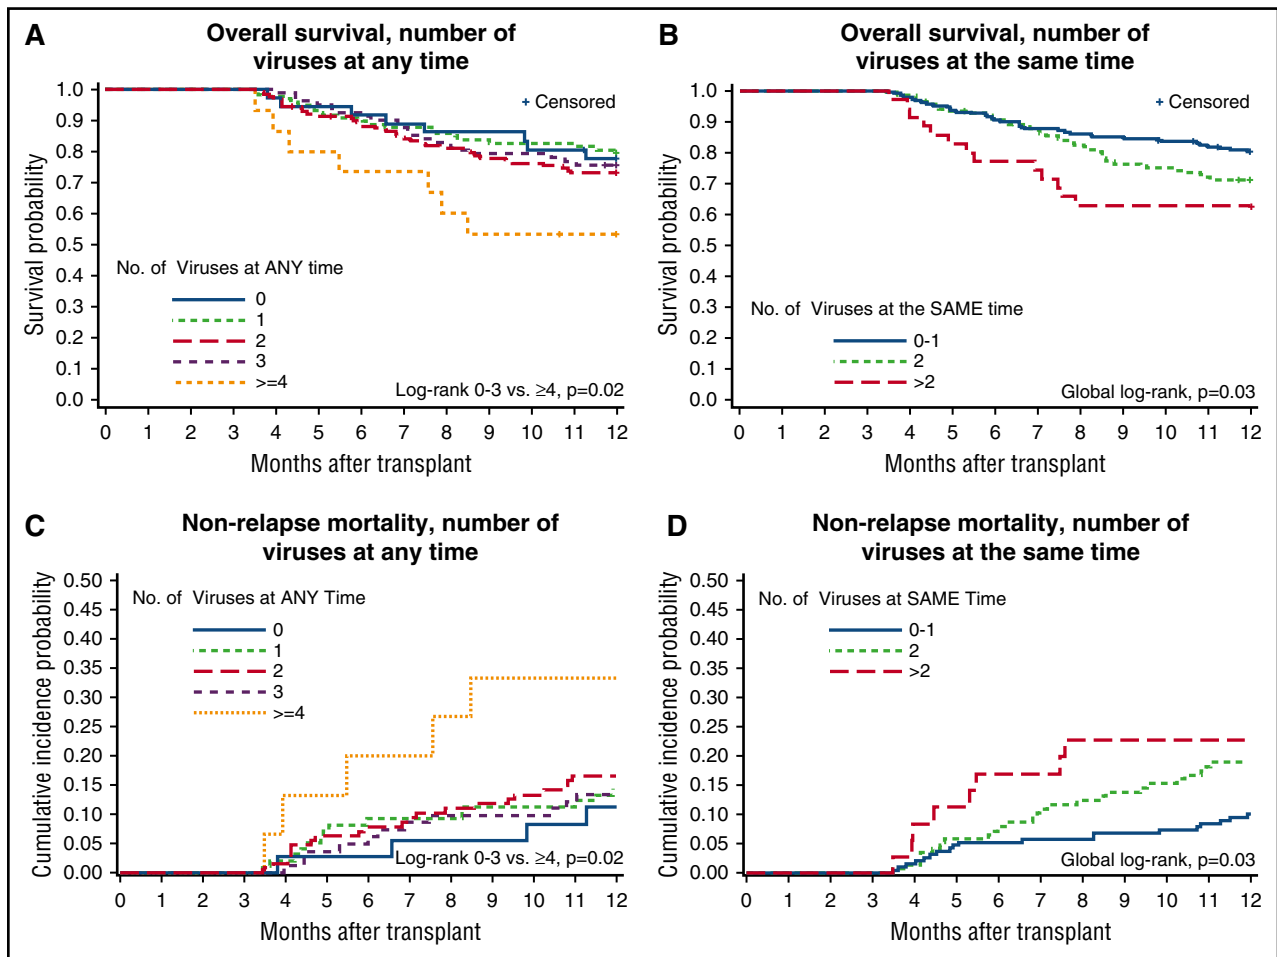 A
Overall survival, number of
viruses at any time
Survival probability
1.0
0.9
0.8
0.7
0.6
0.5
0.4
0.3
0.2
0.1
0.0
+ Censored
No. of Viruses at ANY time
0
1
2
3
>=4
Log-rank 0-3 vs. ≥4, p=0.02
0 1 2 3 4 5 6 7 8 9 10 11 12
Months after transplant
B
Overall survival, number of
viruses at the same time
Survival probability
1.0
0.9
0.8
0.7
0.6
0.5
0.4
0.3
0.2
0.1
0.0
+ Censored
No. of Viruses at the SAME time
0-1
2
>2
Global log-rank, p=0.03
0 1 2 3 4 5 6 7 8 9 10 11 12
Months after transplant
C
Non-relapse mortality, number of
viruses at any time
Cumulative incidence probability
0.50
0.45
0.40
0.35
0.30
0.25
0.20
0.15
0.10
0.05
0.00
No. of Viruses at ANY Time
0
1
2
3
>=4
Log-rank 0-3 vs. ≥4, p=0.02
0 1 2 3 4 5 6 7 8 9 10 11 12
Months after transplant
D
Non-relapse mortality, number of
viruses at the same time
Cumulative incidence probability
0.50
0.45
0.40
0.35
0.30
0.25
0.20
0.15
0.10
0.05
0.00
No. of Viruses at SAME Time
0-1
2
>2
Global log-rank, p=0.03
0 1 2 3 4 5 6 7 8 9 10 11 12
Months after transplant